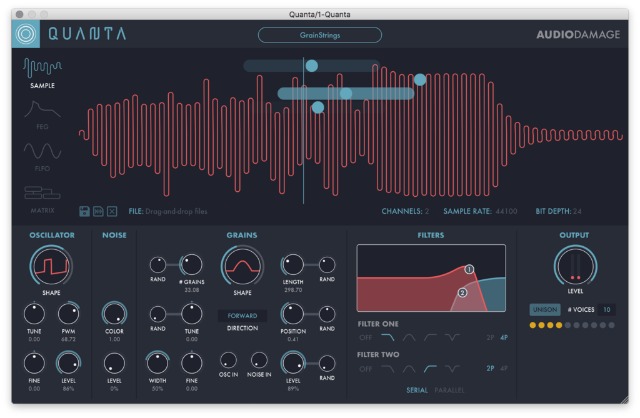 Quanta/1-Quanta
QUANTA
GrainStrings
AUDIODAMAGE
SAMPLE
FEG
PLFO
MATRIX
FILE: Drag-and-drop files
CHANNELS: 2 SAMPLE RATE: 44100 BIT DEPTH: 24
OSCILLATOR NOISE GRAINS FILTERS OUTPUT
SHAPE
RAND
# GRAINS
33.08
SHAPE
LENGTH
298.70
RAND
1
2
LEVEL
TUNE
0.00
PWM
68.72
COLOR
1.00
RAND
TUNE
0.00
FORWARD
DIRECTION
POSITION
0.41
RAND
UNISON # VOICES 10
FILTER ONE
OFF 2P 4P
FINE
0.00
LEVEL
86%
LEVEL
0%
WIDTH
50%
FINE
0.00
OSC IN
NOISE IN
LEVEL
89%
RAND
FILTER TWO
OFF 2P 4P
SERIAL PARALLEL